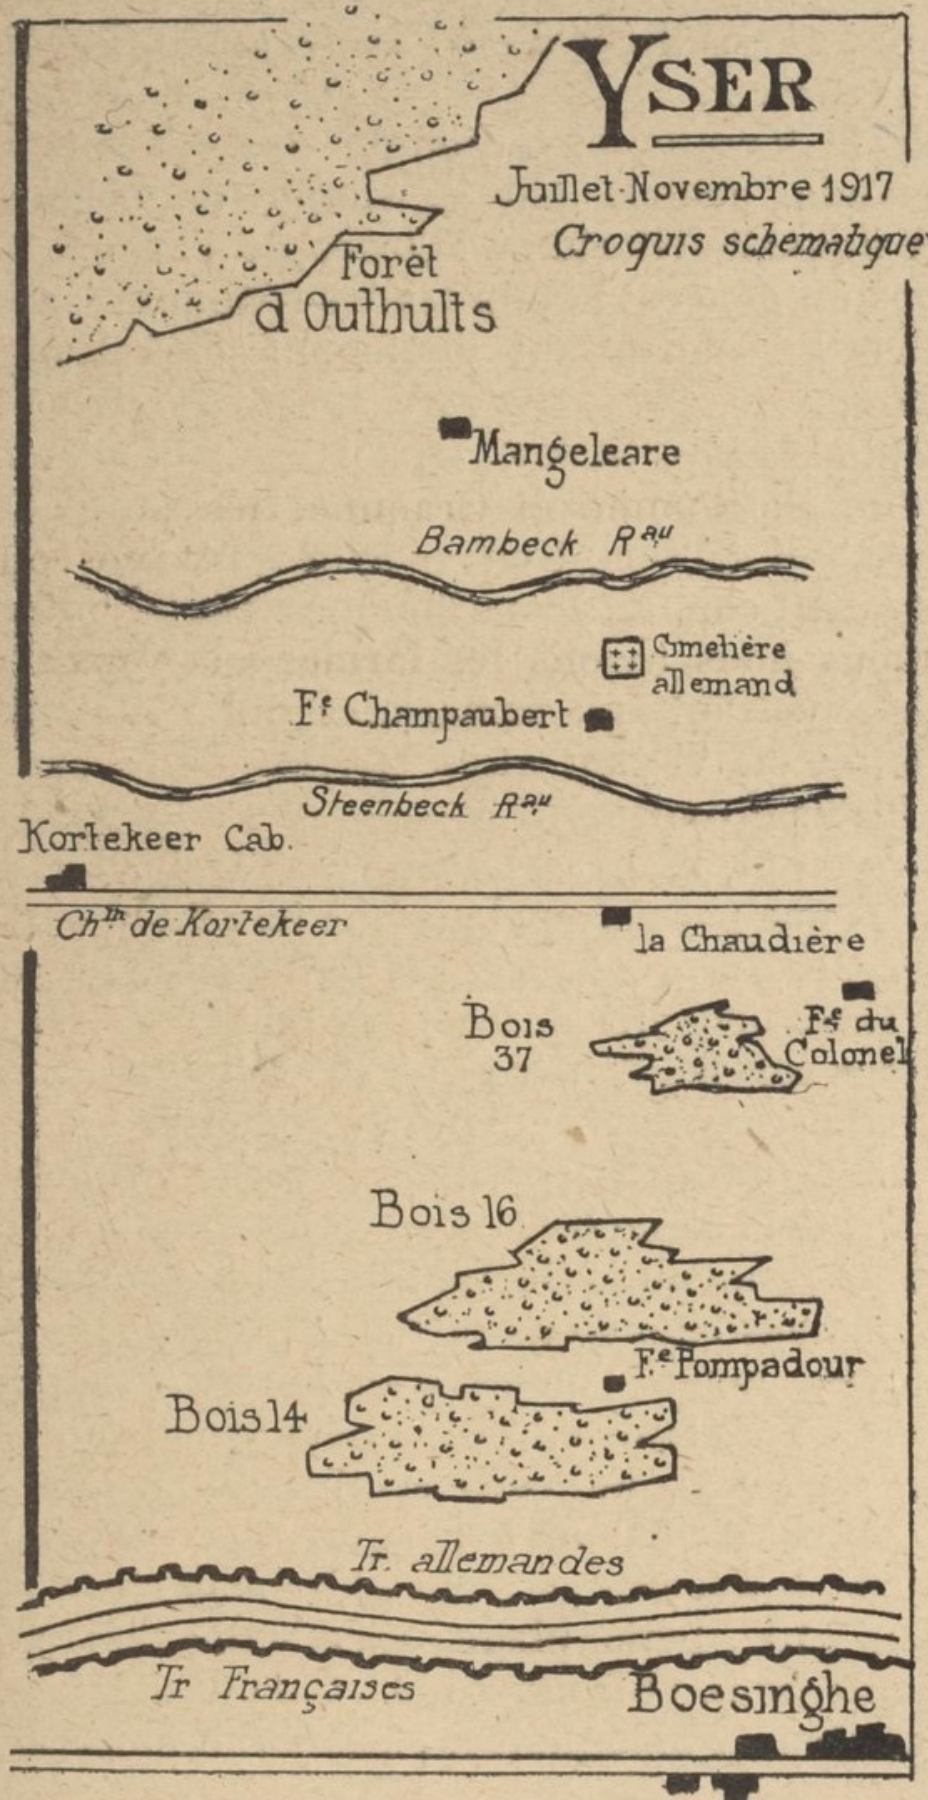 YSER
Juillet-Novembre 1917
Croquis schematique
Forêt
d Outhults
Mangeleare
Bambeck Rau
Cimetière
allemand
Fe Champaubert
Steenbeck Rau
Kortekeer Cab.
Chin de Kortekeer
la Chaudière
Bois
37
Fe du
Colonel
Bois 16
Fe Pompadour
Bois 14
Tr. allemandes
Tr Françaises
Boesinghe